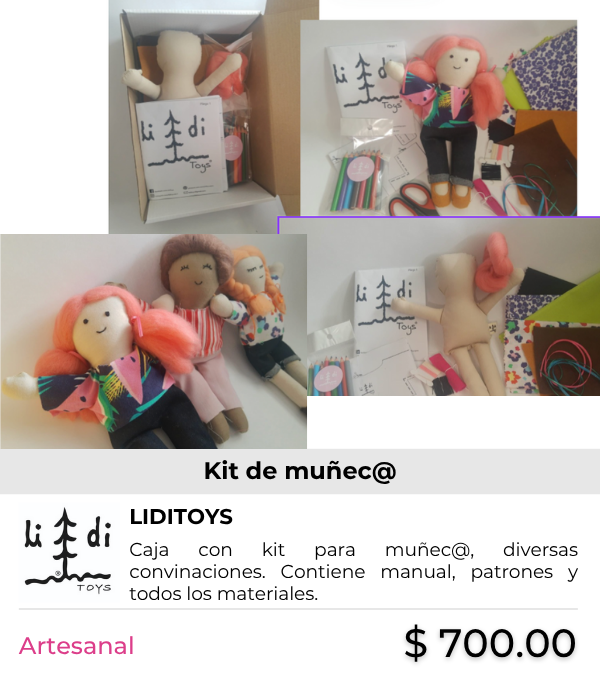 li di
Toys
li d
Toys
li di
Toys
Kit de muñec@
LIDITOYS
li di
TOYS
Caja con kit para muñec@, diversas
convinaciones. Contiene manual, patrones y
todos los materiales.
Artesanal
$ 700.00